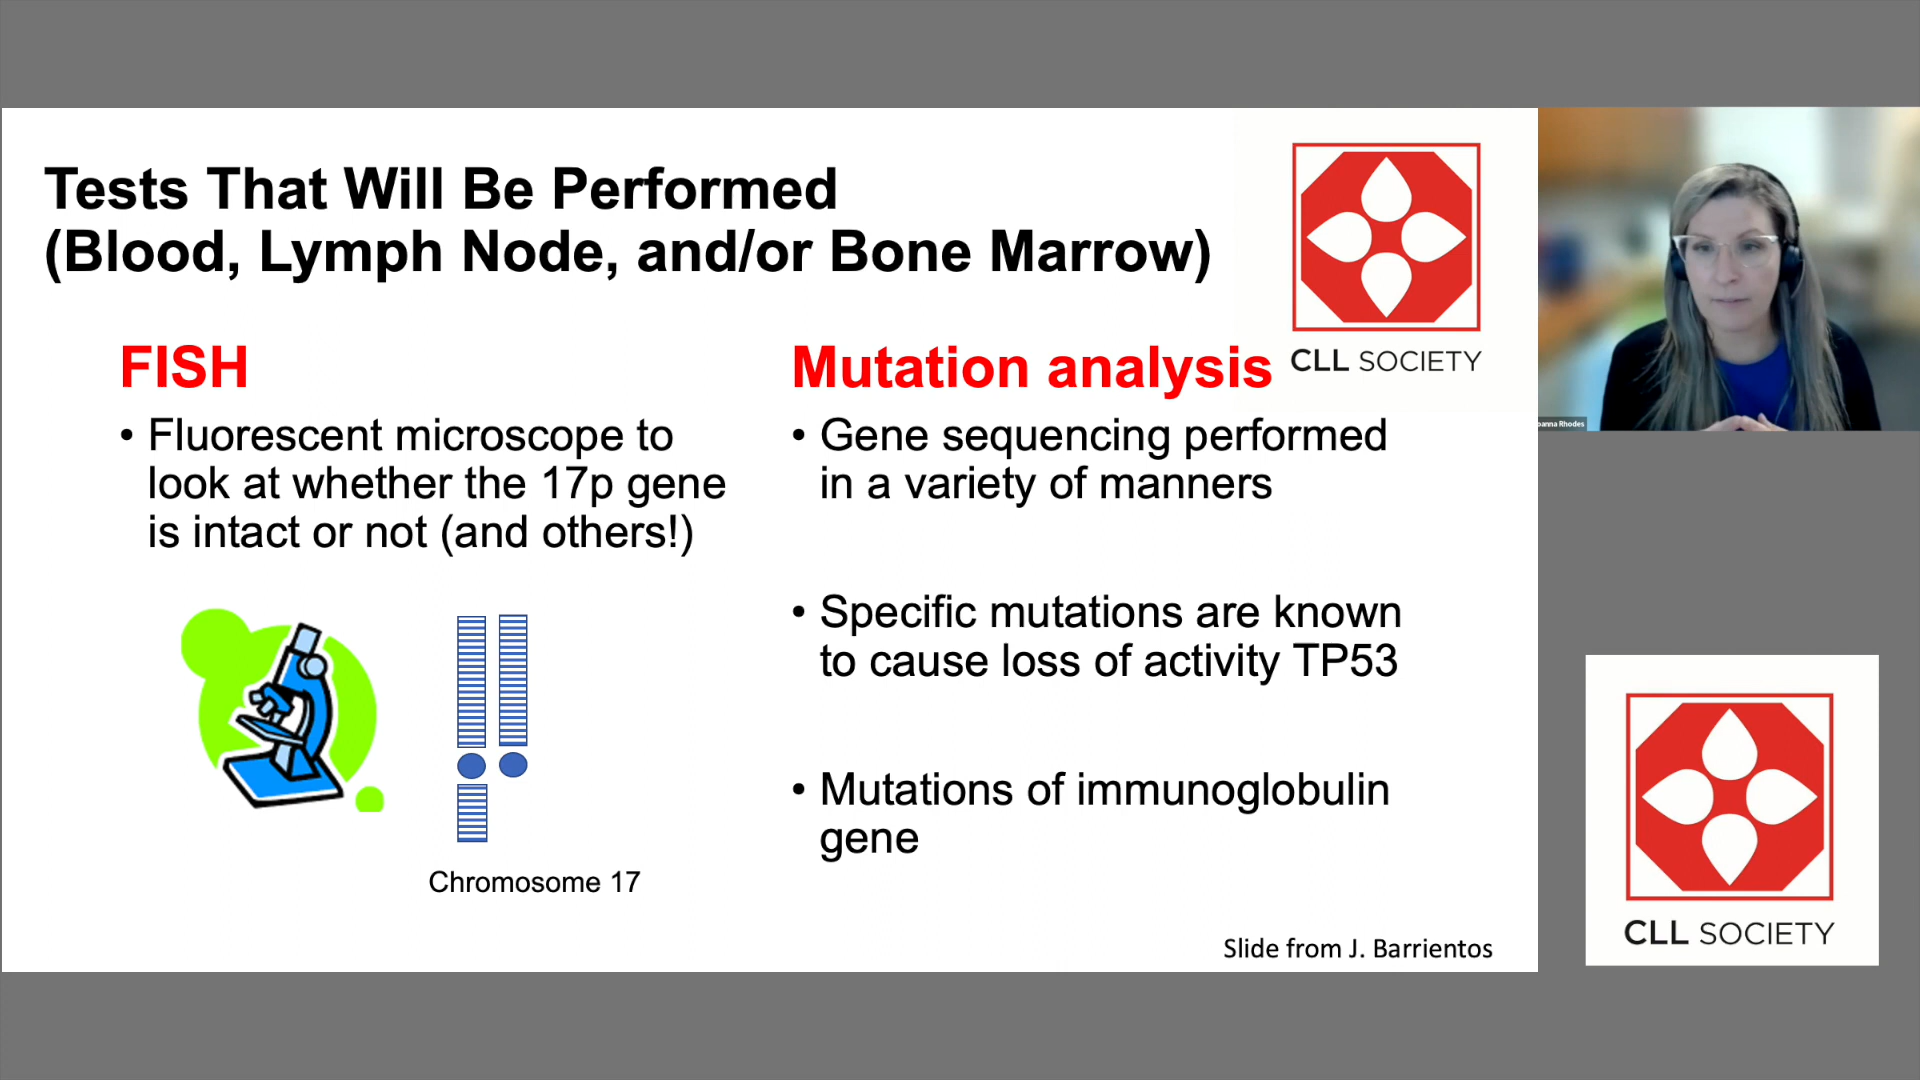 Tests That Will Be Performed
(Blood, Lymph Node, and/or Bone Marrow)
CLL SOCIETY
FISH
• Fluorescent microscope to
look at whether the 17p gene
is intact or not (and others!)
Chromosome 17
Mutation analysis
• Gene sequencing performed
in a variety of manners
• Specific mutations are known
to cause loss of activity TP53
• Mutations of immunoglobulin
gene
Slide from J. Barrientos
Rhodes
CLL SOCIETY